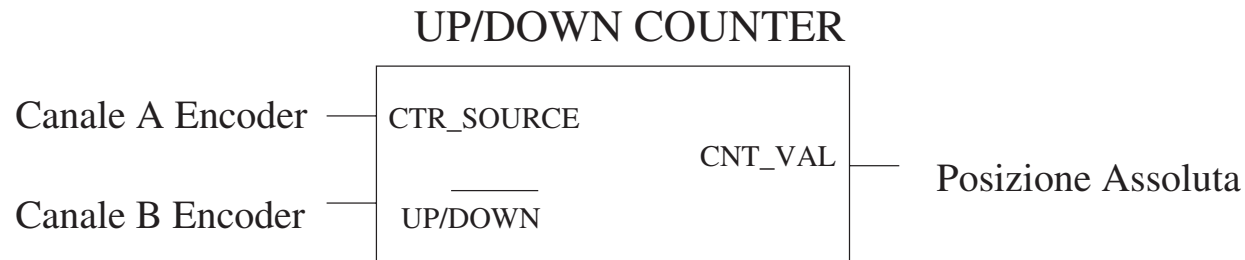 UP/DOWN COUNTER
Canale A Encoder
CTR_SOURCE
CNT_VAL
Posizione Assoluta
Canale B Encoder
UP/DOWN